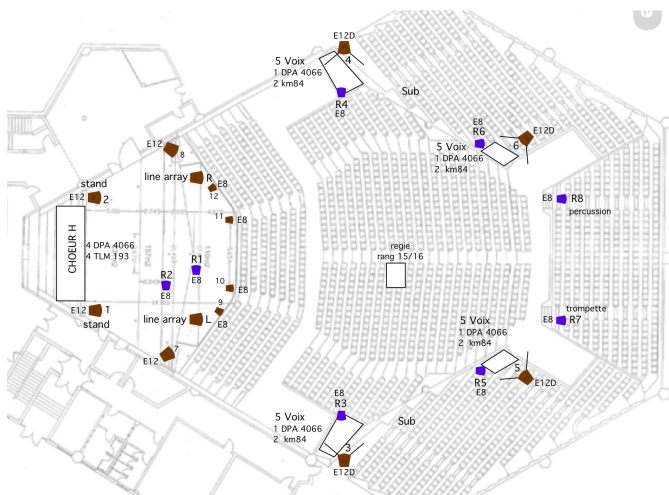 E12D
4
5 Voix
1 DPA 4066
2 km84
R4
E8
Sub
E8
R6
E12D
6
5 Voix
1 DPA 4066
2 km84
E12
8
line array R
E8
12
stand
E12 2
11 E8
E8 R8
percussion
CHOEUR H
4 DPA 4066
4 TLM 193
regie
rang 15/16
R1
E8
R2
E8
10
E8
9
E8
E12 1
stand
line array L
E12 7
trompette
E8 R7
5 Voix
1 DPA 4066
2 km84
R5
E8
5
E12D
E8
R3
5 Voix
1 DPA 4066
2 km84
Sub
3
E12D